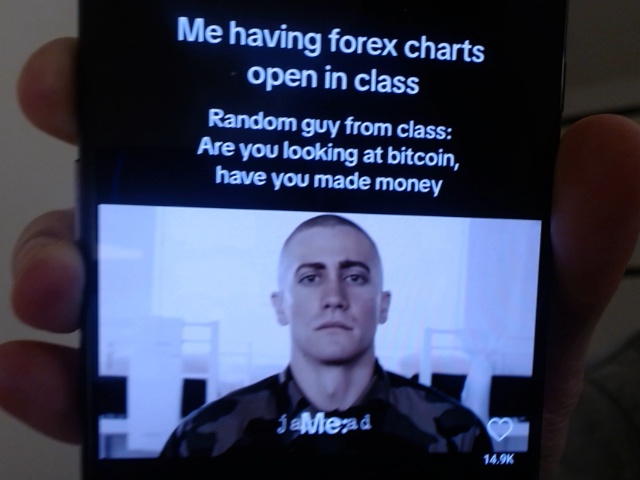 Me having forex charts
open in class
Random guy from class:
Are you looking at bitcoin,
have you made money
Me:
14.9K